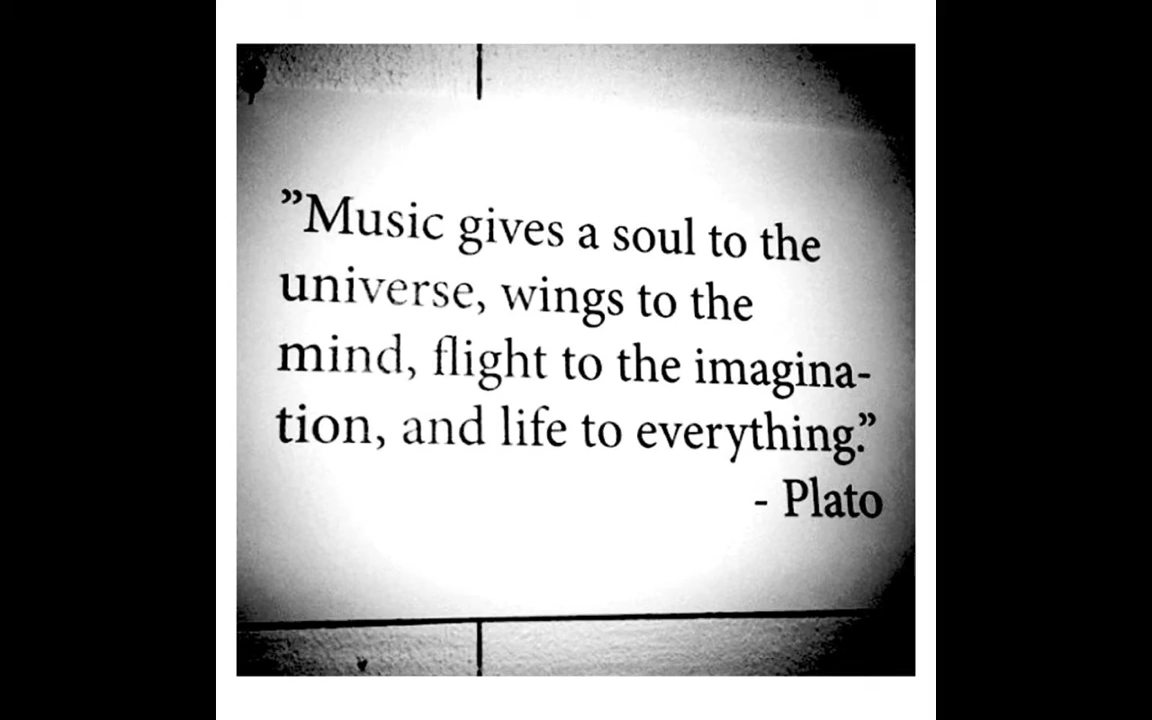 ”Music gives a soul to the
universe, wings to the
mind, flight to the imagina-
tion, and life to everything.”
- Plato